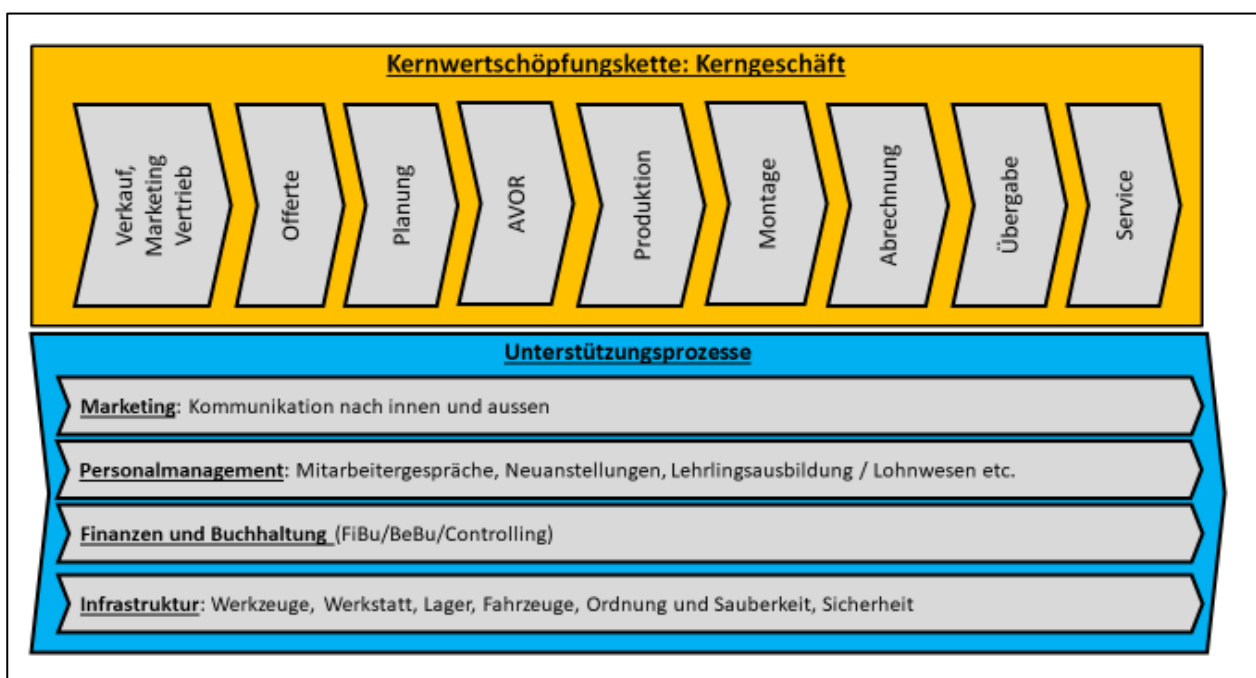 Kernwertschöpfungskette: Kerngeschäft
Verkauf,
Marketing
Vertrieb
Offerte
Planung
AVOR
Produktion
Montage
Abrechnung
Übergabe
Service
Unterstützungsprozesse
Marketing: Kommunikation nach innen und aussen
Personalmanagement: Mitarbeitergespräche, Neuanstellungen, Lehrlingsausbildung / Lohnwesen etc.
Finanzen und Buchhaltung (FiBu/BeBu/Controlling)
Infrastruktur: Werkzeuge, Werkstatt, Lager, Fahrzeuge, Ordnung und Sauberkeit, Sicherheit